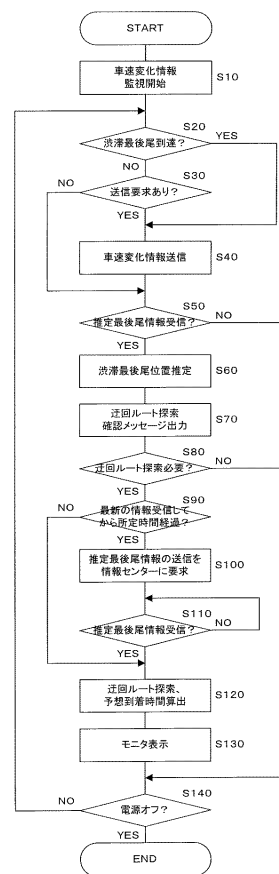 START
車速変化情報
監視開始
S10
S20
渋滞最後尾到達?
YES
NO
S30
NO
送信要求あり?
YES
車速変化情報送信
S40
S50
推定最後尾情報受信?
NO
YES
渋滞最後尾位置推定
S60
迂回ルート探索
確認メッセージ出力
S70
S80
迂回ルート探索必要?
NO
YES
S90
NO
最新の情報受信して
から所定時間経過?
YES
推定最後尾情報の送信を
情報センターに要求
S100
S110
推定最後尾情報受信?
NO
YES
迂回ルート探索、
予想到着時間算出
S120
モニタ表示
S130
S140
NO
電源オフ?
YES
END